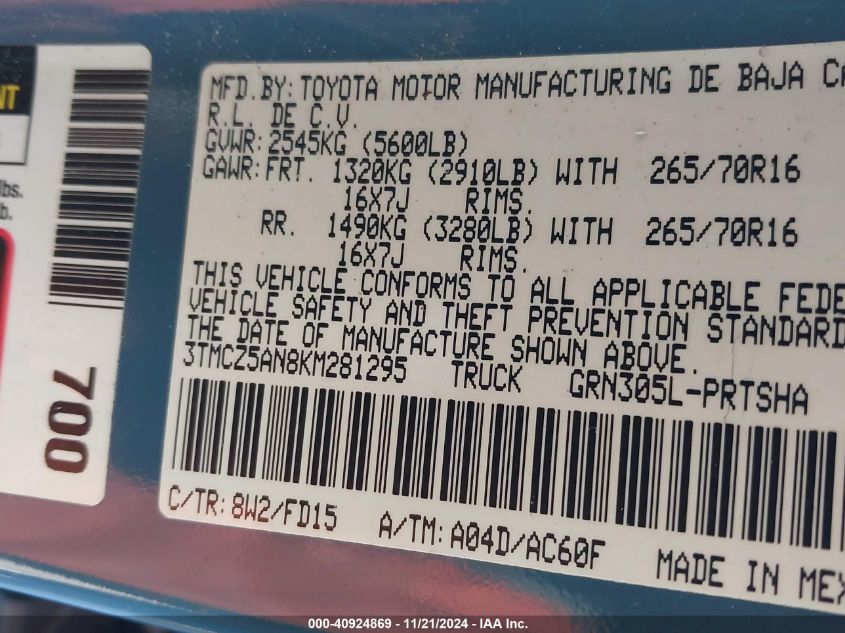 NT
lbs.
b.
700
MFD. BY: TOYOTA MOTOR MANUFACTURING DE BAJA CA
R.L. DE C.V.
GVWR: 2545KG (5600LB)
GAWR: FRT. 1320KG (2910LB) WITH 265/70R16
16X7J RIMS.
RR. 1490KG (3280LB) WITH 265/70R16
16X7J RIMS.
THIS VEHICLE CONFORMS TO ALL APPLICABLE FEDE
VEHICLE SAFETY AND THEFT PREVENTION STANDARD
THE DATE OF MANUFACTURE SHOWN ABOVE.
3TMCZ5AN8KM281295 TRUCK GRN305L-PRTSHA
C/TR: 8W2/FD15 A/TM: A04D/AC60F MADE IN MEX
000-40924869 - 11/21/2024 - IAA Inc.